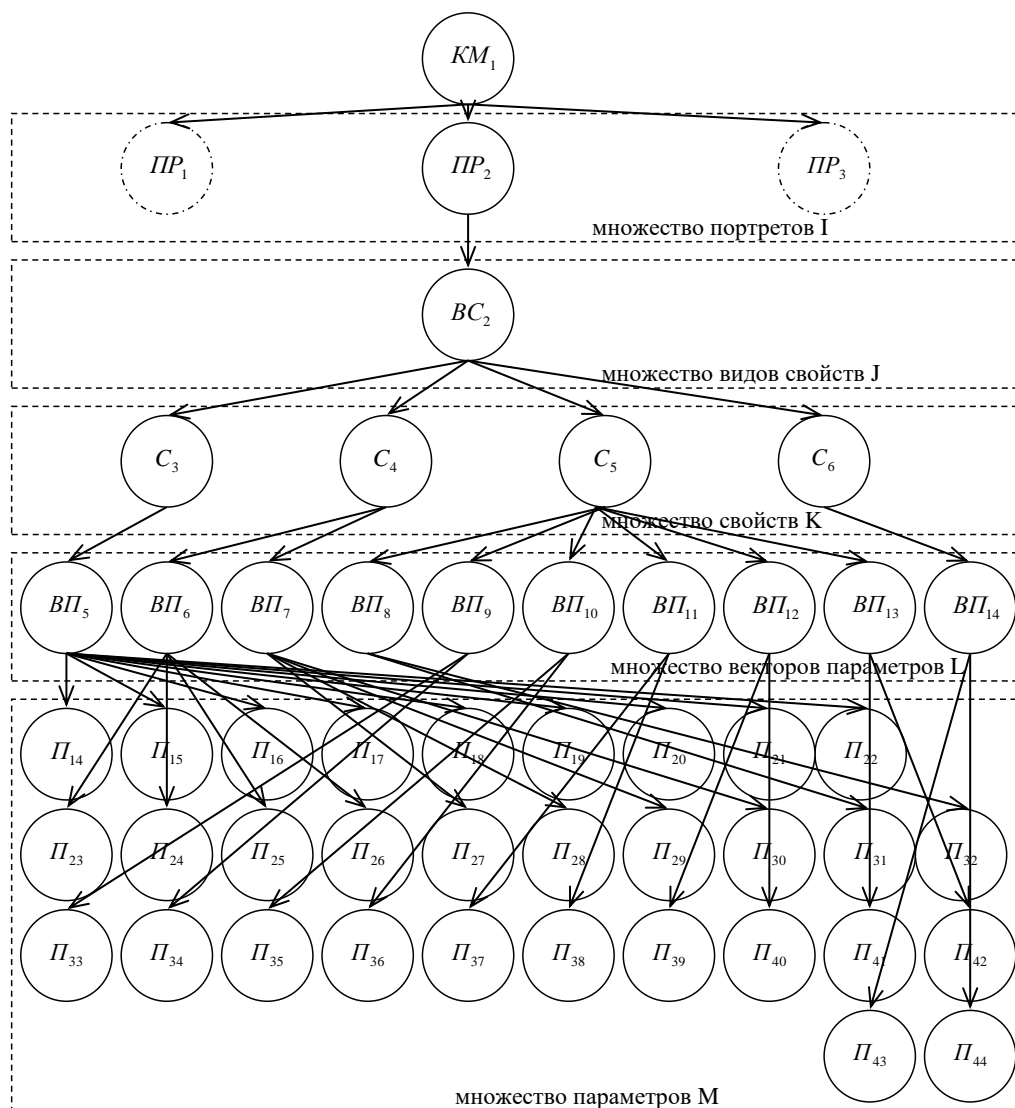 КМ₁
ПР₁ ПР₂ ПР₃
множество портретов I
ВС₂
множество видов свойств J
С₃ С₄ С₅ С₆
множество свойств K
ВП₅ ВП₆ ВП₇ ВП₈ ВП₉ ВП₁₀ ВП₁₁ ВП₁₂ ВП₁₃ ВП₁₄
множество векторов параметров L
П₁₄ П₁₅ П₁₆ П₁₇ П₁₈ П₁₉ П₂₀ П₂₁ П₂₂
П₂₃ П₂₄ П₂₅ П₂₆ П₂₇ П₂₈ П₂₉ П₃₀ П₃₁ П₃₂
П₃₃ П₃₄ П₃₅ П₃₆ П₃₇ П₃₈ П₃₉ П₄₀ П₄₁ П₄₂
П₄₃ П₄₄
множество параметров M